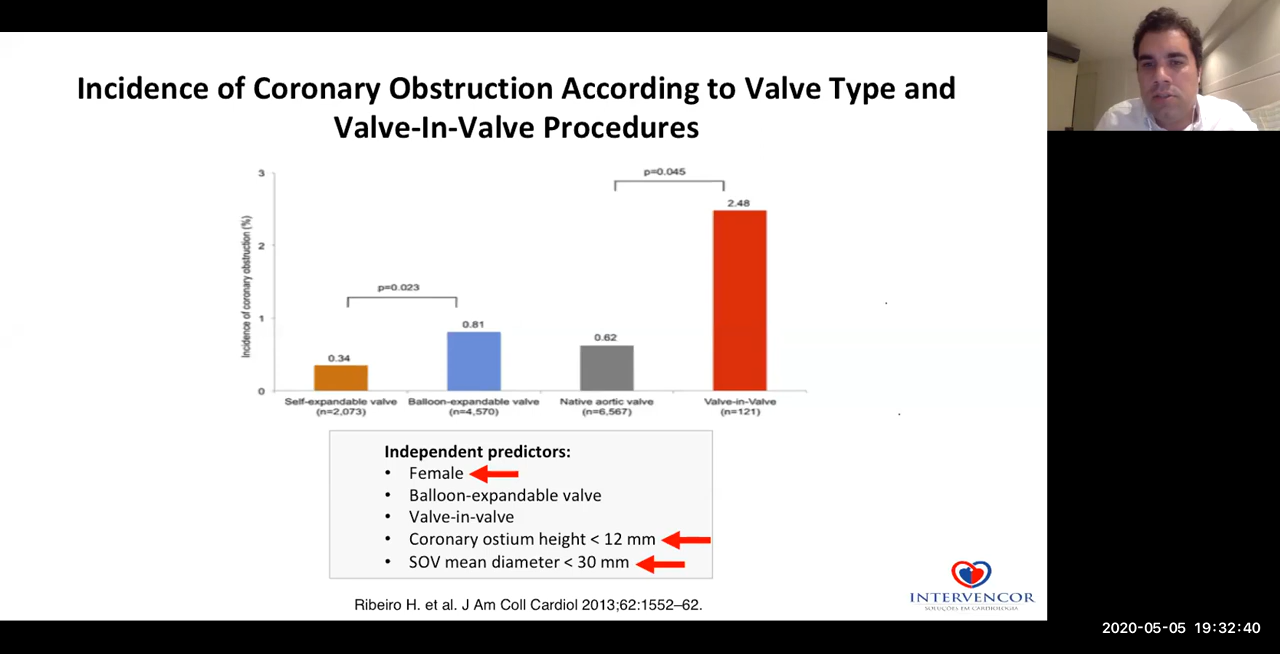 Incidence of Coronary Obstruction According to Valve Type and
Valve-In-Valve Procedures
Incidence of coronary obstruction (%)
3
2
1
0
p=0.023
p=0.045
0.34
0.81
0.62
2.48
Self-expandable valve
(n=2,073)
Balloon-expandable valve
(n=4,570)
Native aortic valve
(n=6,567)
Valve-in-Valve
(n=121)
Independent predictors:
• Female
• Balloon-expandable valve
• Valve-in-valve
• Coronary ostium height < 12 mm
• SOV mean diameter < 30 mm
Ribeiro H. et al. J Am Coll Cardiol 2013;62:1552–62.
INTERVENCOR
SOLUÇÕES EM CARDIOLOGIA
2020-05-05 19:32:40